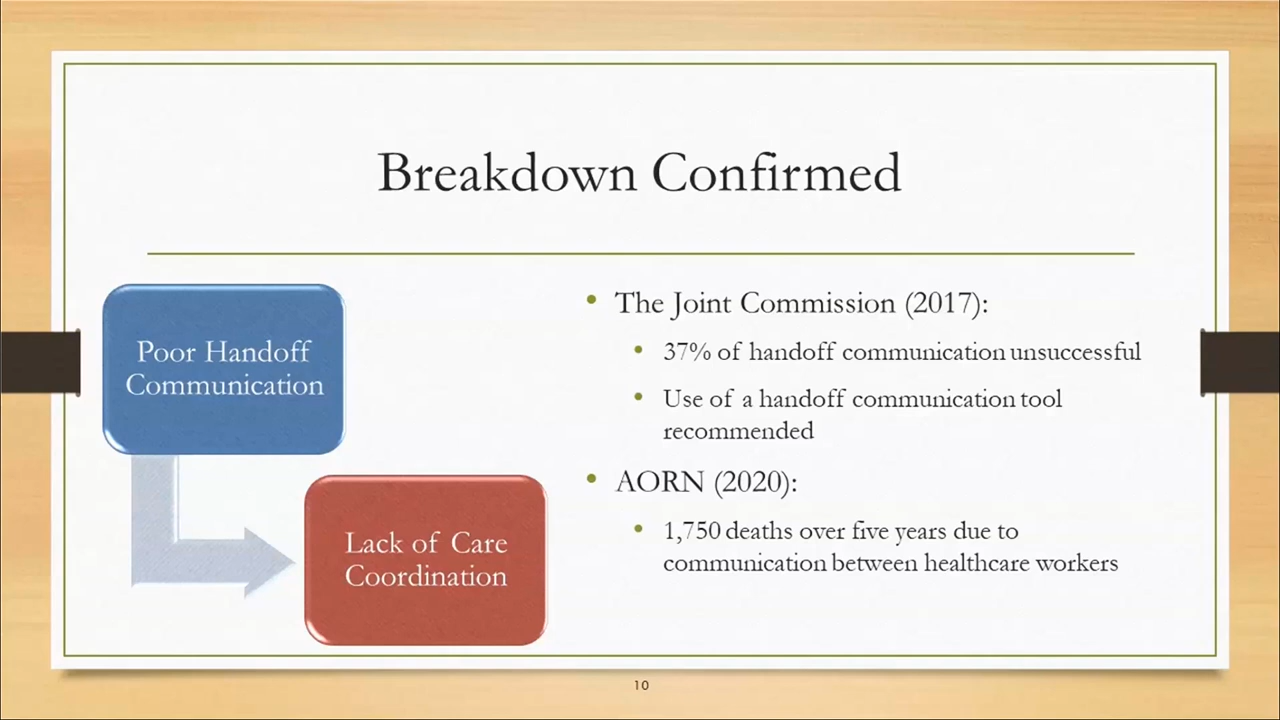 Breakdown Confirmed
Poor Handoff
Communication
Lack of Care
Coordination
• The Joint Commission (2017):
• 37% of handoff communication unsuccessful
• Use of a handoff communication tool
recommended
• AORN (2020):
• 1,750 deaths over five years due to
communication between healthcare workers
10